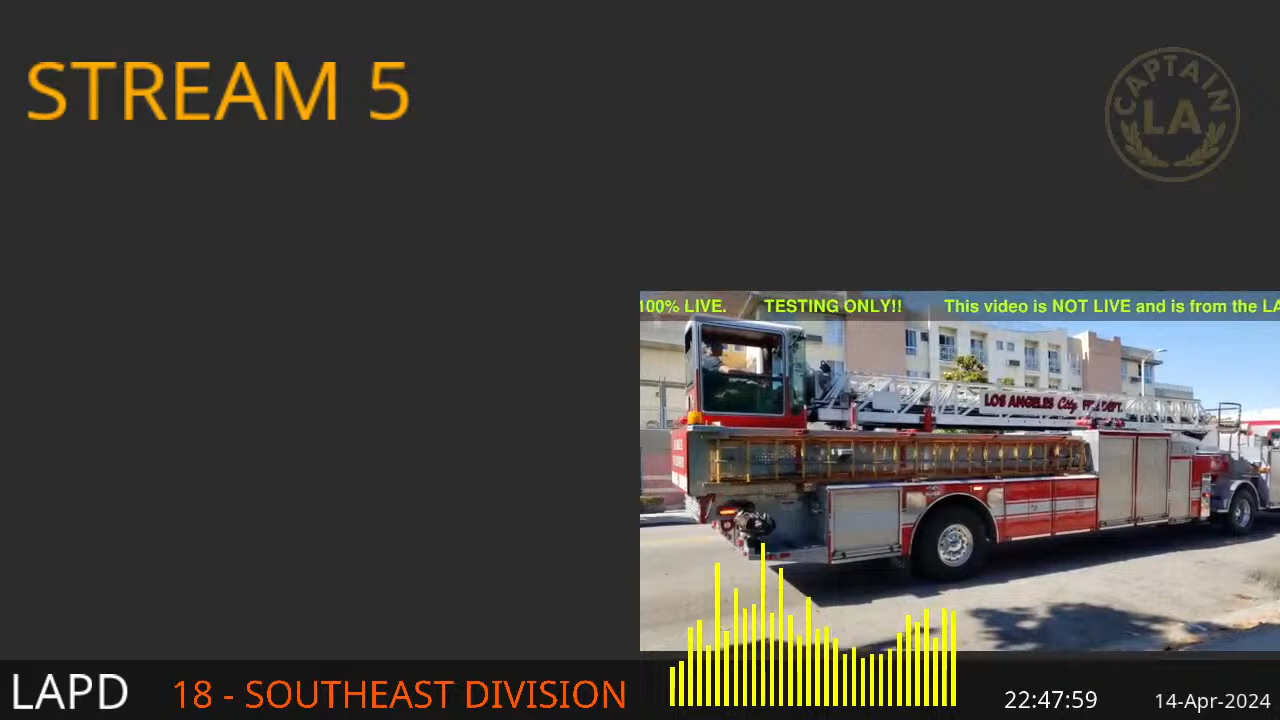 STREAM 5
CAPTAIN
LA
100% LIVE. TESTING ONLY!! This video is NOT LIVE and is from the LA
LOS ANGELES City FIRE DEPT.
LAPD 18 - SOUTHEAST DIVISION 22:47:59 14-Apr-2024